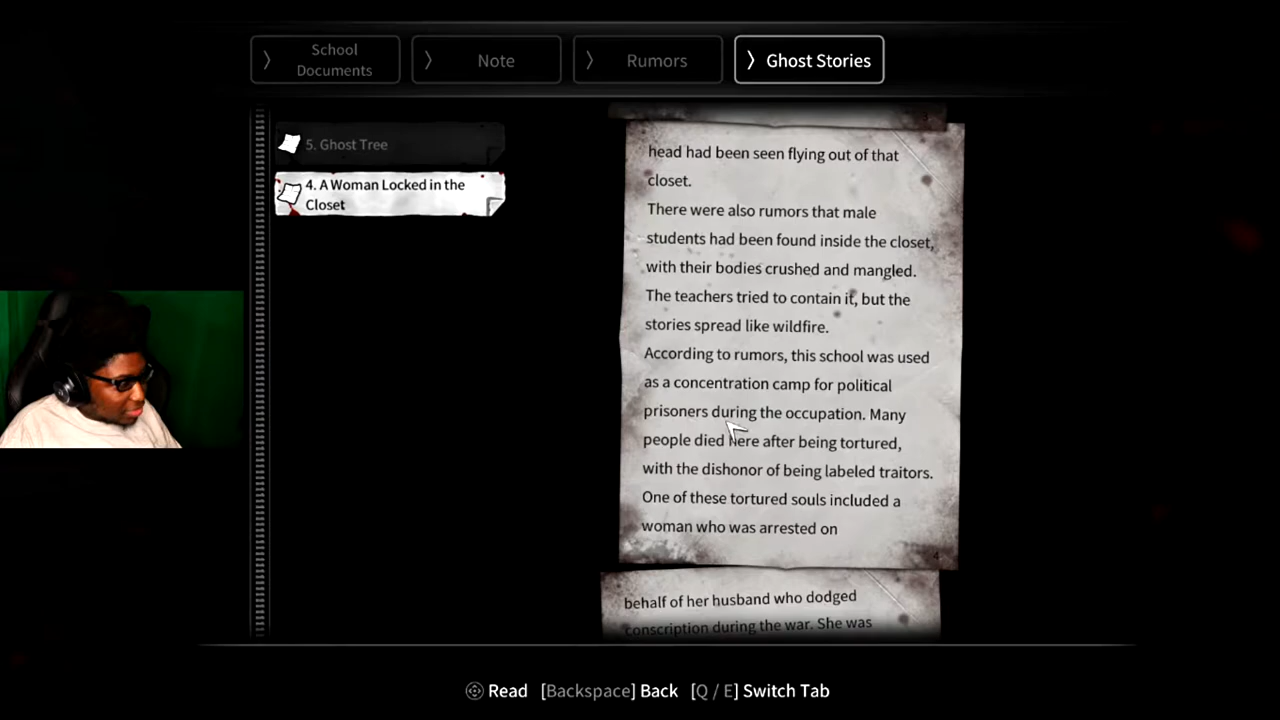 School
Documents
Note
Rumors
Ghost Stories
5. Ghost Tree
4. A Woman Locked in the
Closet
head had been seen flying out of that
closet.
There were also rumors that male
students had been found inside the closet,
with their bodies crushed and mangled.
The teachers tried to contain it, but the
stories spread like wildfire.
According to rumors, this school was used
as a concentration camp for political
prisoners during the occupation. Many
people died here after being tortured,
with the dishonor of being labeled traitors.
One of these tortured souls included a
woman who was arrested on
behalf of her husband who dodged
conscription during the war. She was
Read [Backspace] Back [Q / E] Switch Tab